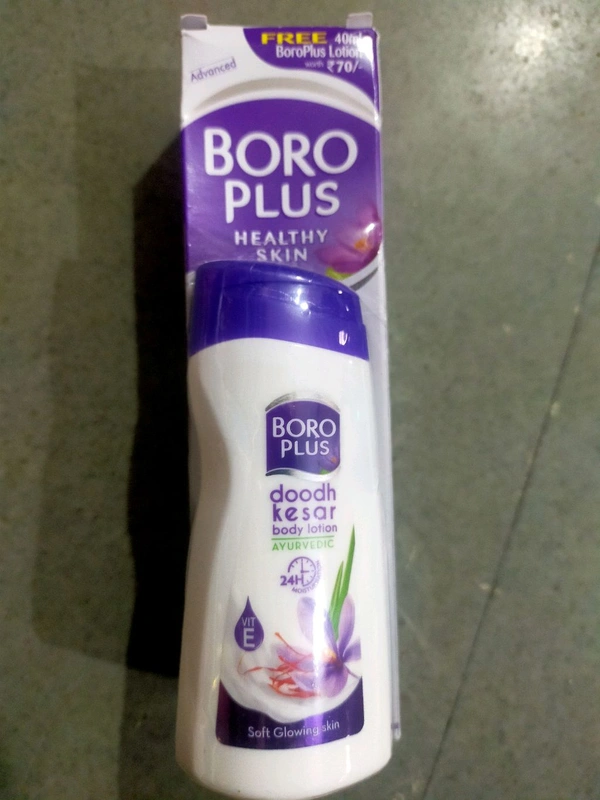 FREE 40ml
BoroPlus Lotion
worth ₹70/-
Advanced
BORO
PLUS
HEALTHY
SKIN
BORO
PLUS
doodh
kesar
body lotion
AYURVEDIC
24H
VIT
E
Soft Glowing skin